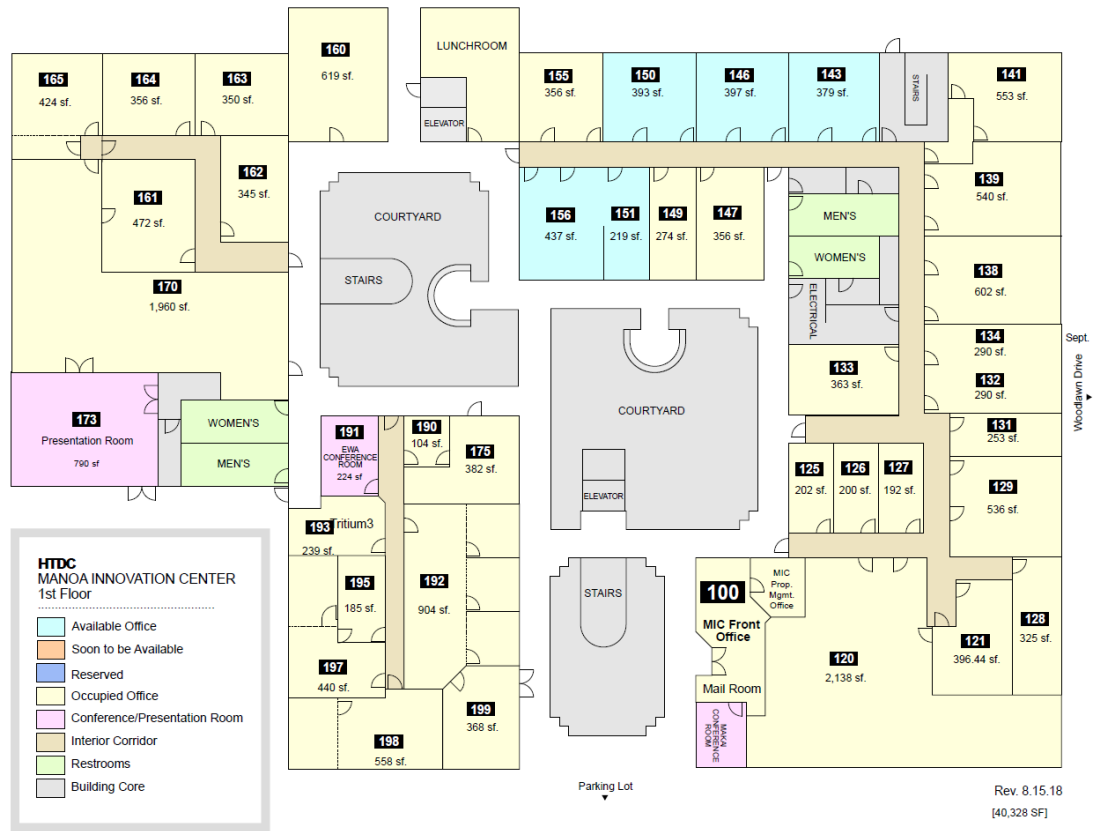 160
619 sf.
LUNCHROOM
ELEVATOR
165
424 sf.
164
356 sf.
163
350 sf.
155
356 sf.
150
393 sf.
146
397 sf.
143
379 sf.
STAIRS
141
553 sf.
162
345 sf.
161
472 sf.
170
1,960 sf.
COURTYARD
STAIRS
156
437 sf.
151
219 sf.
149
274 sf.
147
356 sf.
MEN'S
WOMEN'S
ELECTRICAL
139
540 sf.
138
602 sf.
134
290 sf.
132
290 sf.
133
363 sf.
131
253 sf.
Sept.
Woodlawn Drive
173
Presentation Room
790 sf
WOMEN'S
MEN'S
191
EWA
CONFERENCE
ROOM
224 sf
190
104 sf.
175
382 sf.
COURTYARD
ELEVATOR
125
202 sf.
126
200 sf.
127
192 sf.
129
536 sf.
193
Tritium3
239 sf.
195
185 sf.
192
904 sf.
197
440 sf.
198
558 sf.
199
368 sf.
STAIRS
100
MIC Front
Office
MIC
Prop.
Mgmt.
Office
Mail Room
MAKAI
CONFERENCE
ROOM
120
2,138 sf.
121
396.44 sf.
128
325 sf.
HTDC
MANOA INNOVATION CENTER
1st Floor
Available Office
Soon to be Available
Reserved
Occupied Office
Conference/Presentation Room
Interior Corridor
Restrooms
Building Core
Parking Lot
Rev. 8.15.18
[40,328 SF]